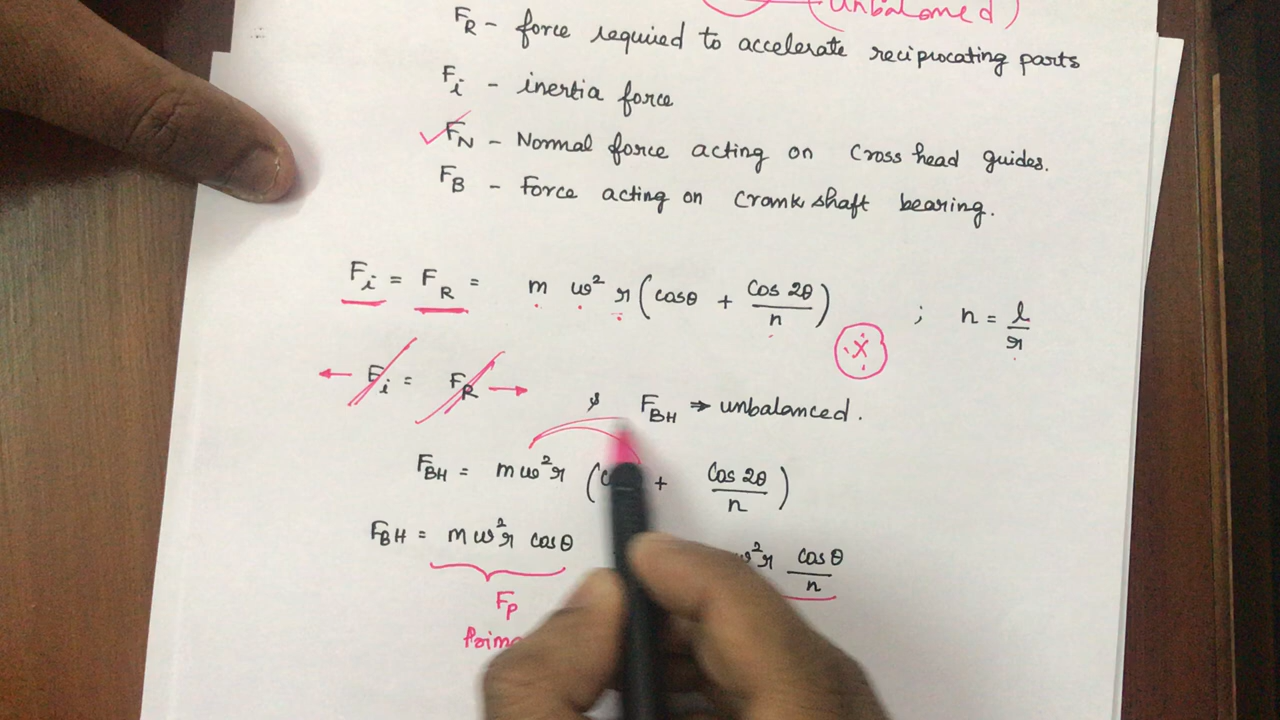 (Unbalanced)
FR - force required to accelerate reciprocating parts
Fi - inertia force
✓FN - Normal force acting on Cross head guides.
FB - Force acting on Crankshaft bearing.
Fi = FR = m ω² r (cosθ + Cos 2θ/n) ; n = l/r
← Fi = FR → & FBH ⇒ unbalanced. (x)
FBH = mω²r ( + Cos 2θ/n)
FBH = mω²r cosθ ω²r cosθ/n
Fp